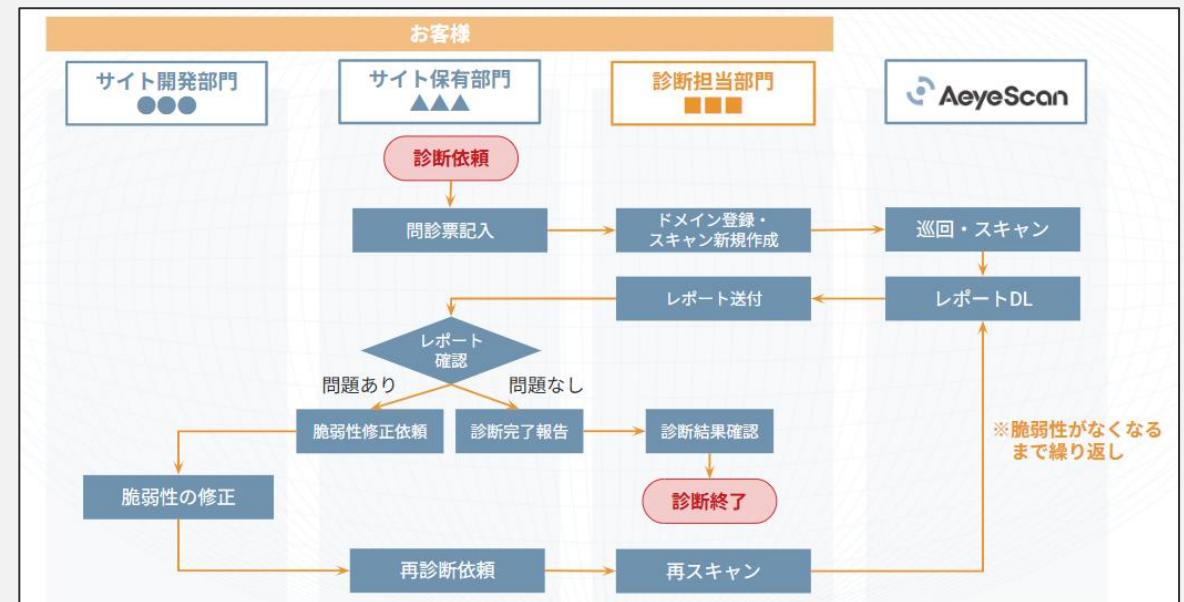 お客様
サイト開発部門
●●●
サイト保有部門
▲▲▲
診断担当部門
■■■
AeyeScan
診断依頼
問診票記入
ドメイン登録・
スキャン新規作成
巡回・スキャン
レポート送付
レポートDL
レポート
確認
問題あり
問題なし
脆弱性修正依頼
診断完了報告
診断結果確認
※脆弱性がなくなる
まで繰り返し
脆弱性の修正
診断終了
再診断依頼
再スキャン